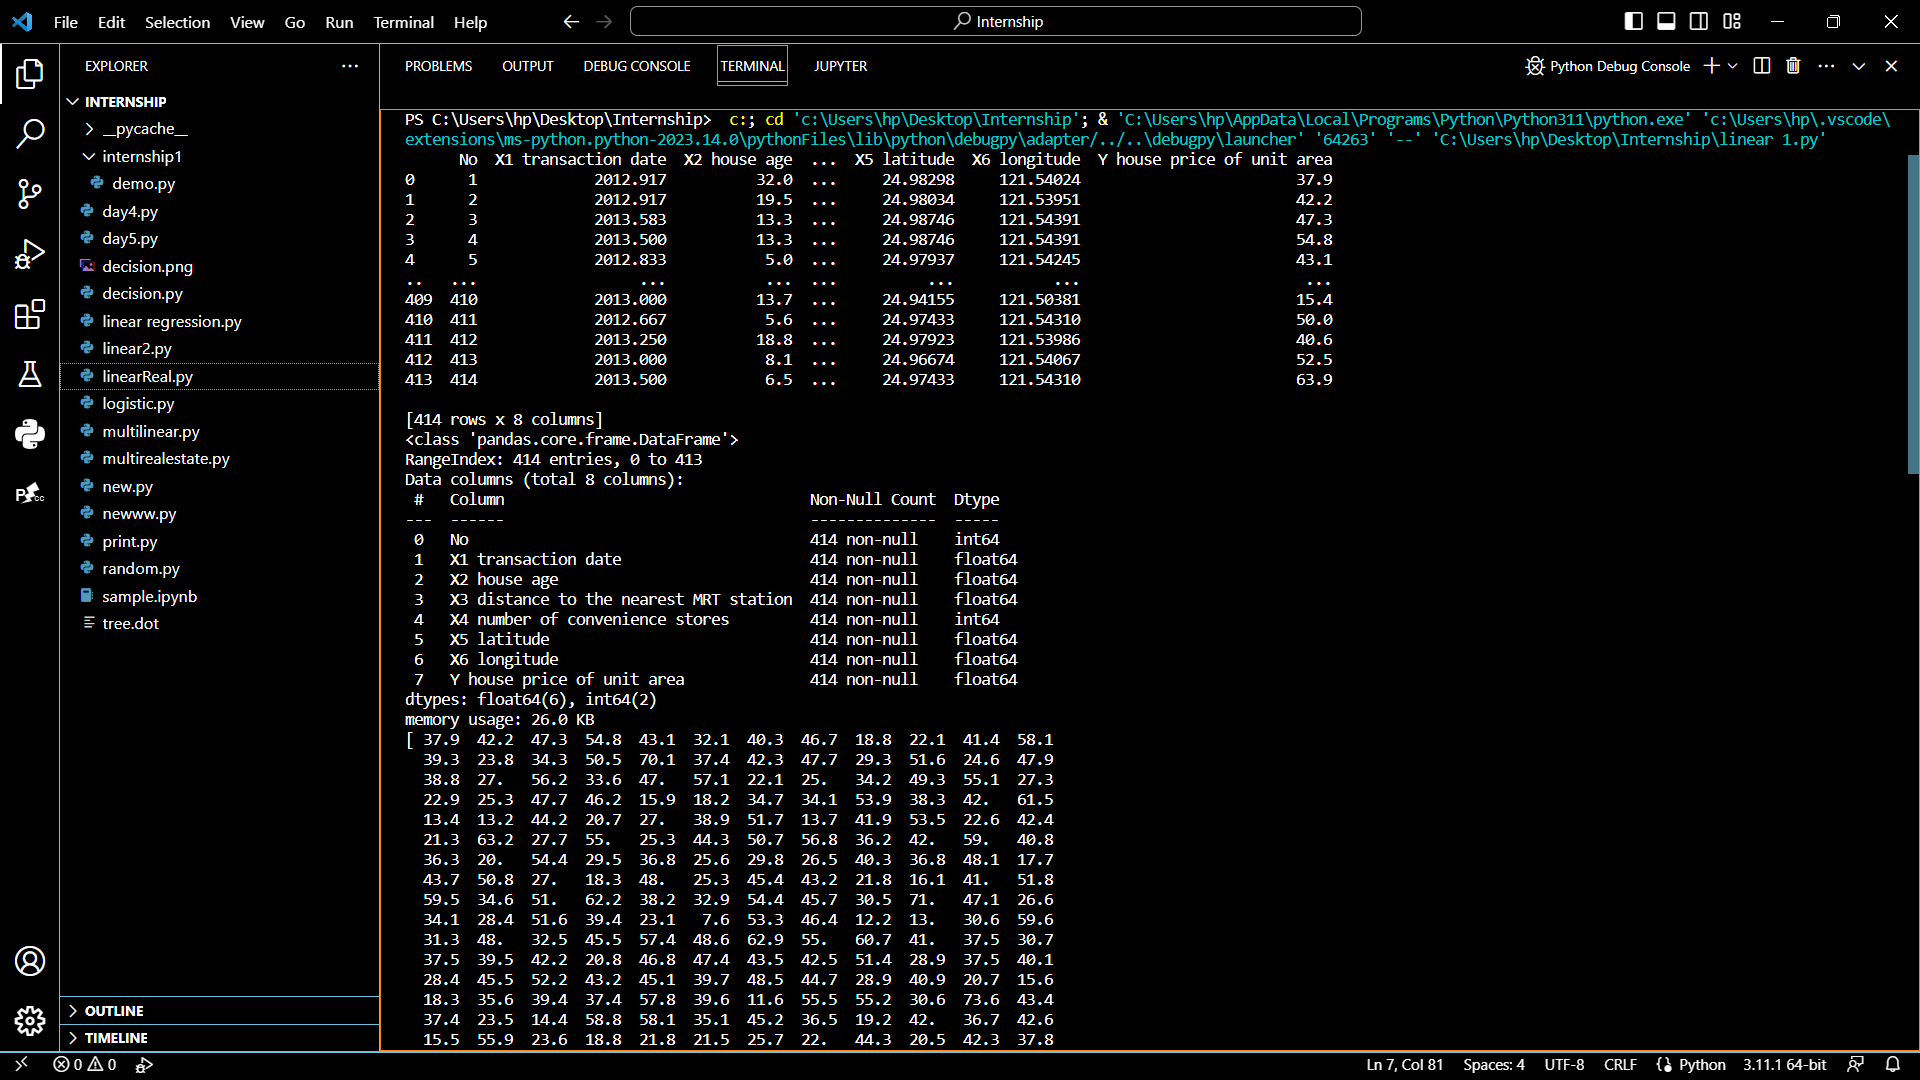 File Edit Selection View Go Run Terminal Help
Internship
EXPLORER
INTERNSHIP
__pycache__
internship1
demo.py
day4.py
day5.py
decision.png
decision.py
linear regression.py
linear2.py
linearReal.py
logistic.py
multilinear.py
multirealestate.py
new.py
newww.py
print.py
random.py
sample.ipynb
tree.dot
OUTLINE
TIMELINE
PROBLEMS OUTPUT DEBUG CONSOLE TERMINAL JUPYTER
Python Debug Console
PS C:\Users\hp\Desktop\Internship>  c:; cd 'c:\Users\hp\Desktop\Internship'; & 'C:\Users\hp\AppData\Local\Programs\Python\Python311\python.exe' 'c:\Users\hp\.vscode\
extensions\ms-python.python-2023.14.0\pythonFiles\lib\python\debugpy\adapter/../..\debugpy\launcher' '64263' '--' 'C:\Users\hp\Desktop\Internship\linear 1.py'
No X1 transaction date X2 house age ... X5 latitude X6 longitude Y house price of unit area
0 1 2012.917 32.0 ... 24.98298 121.54024 37.9
1 2 2012.917 19.5 ... 24.98034 121.53951 42.2
2 3 2013.583 13.3 ... 24.98746 121.54391 47.3
3 4 2013.500 13.3 ... 24.98746 121.54391 54.8
4 5 2012.833 5.0 ... 24.97937 121.54245 43.1
.. ... ... ... ... ... ... ...
409 410 2013.000 13.7 ... 24.94155 121.50381 15.4
410 411 2012.667 5.6 ... 24.97433 121.54310 50.0
411 412 2013.250 18.8 ... 24.97923 121.53986 40.6
412 413 2013.000 8.1 ... 24.96674 121.54067 52.5
413 414 2013.500 6.5 ... 24.97433 121.54310 63.9
[414 rows x 8 columns]
<class 'pandas.core.frame.DataFrame'>
RangeIndex: 414 entries, 0 to 413
Data columns (total 8 columns):
# Column Non-Null Count Dtype
--- ------ -------------- -----
0 No 414 non-null int64
1 X1 transaction date 414 non-null float64
2 X2 house age 414 non-null float64
3 X3 distance to the nearest MRT station 414 non-null float64
4 X4 number of convenience stores 414 non-null int64
5 X5 latitude 414 non-null float64
6 X6 longitude 414 non-null float64
7 Y house price of unit area 414 non-null float64
dtypes: float64(6), int64(2)
memory usage: 26.0 KB
[ 37.9 42.2 47.3 54.8 43.1 32.1 40.3 46.7 18.8 22.1 41.4 58.1
39.3 23.8 34.3 50.5 70.1 37.4 42.3 47.7 29.3 51.6 24.6 47.9
38.8 27. 56.2 33.6 47. 57.1 22.1 25. 34.2 49.3 55.1 27.3
22.9 25.3 47.7 46.2 15.9 18.2 34.7 34.1 53.9 38.3 42. 61.5
13.4 13.2 44.2 20.7 27. 38.9 51.7 13.7 41.9 53.5 22.6 42.4
21.3 63.2 27.7 55. 25.3 44.3 50.7 56.8 36.2 42. 59. 40.8
36.3 20. 54.4 29.5 36.8 25.6 29.8 26.5 40.3 36.8 48.1 17.7
43.7 50.8 27. 18.3 48. 25.3 45.4 43.2 21.8 16.1 41. 51.8
59.5 34.6 51. 62.2 38.2 32.9 54.4 45.7 30.5 71. 47.1 26.6
34.1 28.4 51.6 39.4 23.1 7.6 53.3 46.4 12.2 13. 30.6 59.6
31.3 48. 32.5 45.5 57.4 48.6 62.9 55. 60.7 41. 37.5 30.7
37.5 39.5 42.2 20.8 46.8 47.4 43.5 42.5 51.4 28.9 37.5 40.1
28.4 45.5 52.2 43.2 45.1 39.7 48.5 44.7 28.9 40.9 20.7 15.6
18.3 35.6 39.4 37.4 57.8 39.6 11.6 55.5 55.2 30.6 73.6 43.4
37.4 23.5 14.4 58.8 58.1 35.1 45.2 36.5 19.2 42. 36.7 42.6
15.5 55.9 23.6 18.8 21.8 21.5 25.7 22. 44.3 20.5 42.3 37.8
0 0
Ln 7, Col 81 Spaces: 4 UTF-8 CRLF Python 3.11.1 64-bit